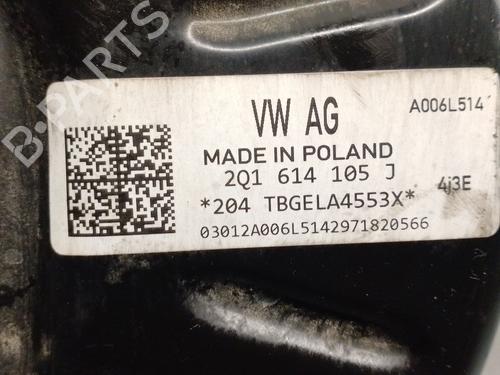 B-PARTS
VW AG
A006L514
MADE IN POLAND
2Q1 614 105 J
4j3E
*204 TBGELA4553X*
03012A006L5142971820566